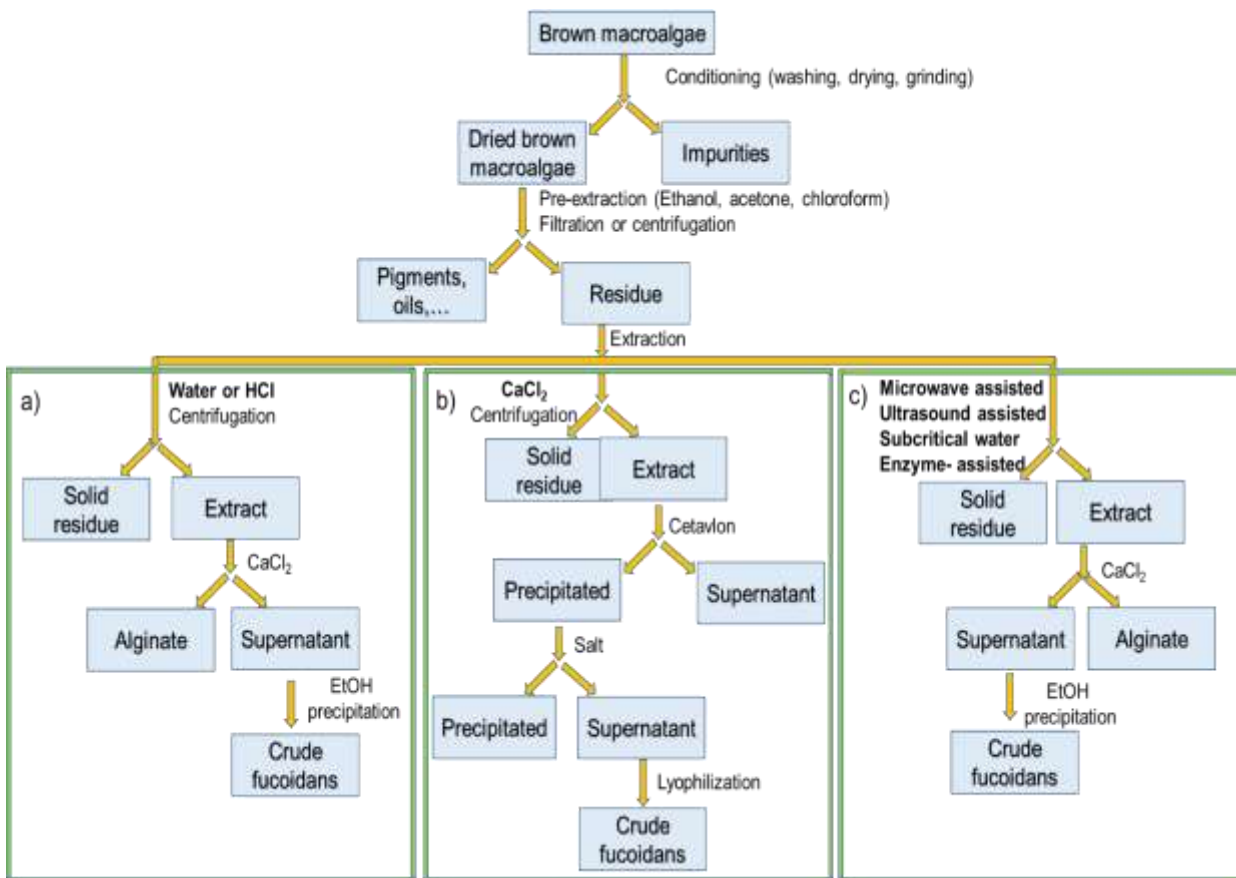 Brown macroalgae
Conditioning (washing, drying, grinding)
Dried brown
macroalgae
Impurities
Pre-extraction (Ethanol, acetone, chloroform)
Filtration or centrifugation
Pigments,
oils,…
Residue
Extraction
a)
Water or HCl
Centrifugation
Solid
residue
Extract
CaCl₂
Alginate
Supernatant
EtOH
precipitation
Crude
fucoidans
b)
CaCl₂
Centrifugation
Solid
residue
Extract
Cetavlon
Precipitated
Supernatant
Salt
Precipitated
Supernatant
Lyophilization
Crude
fucoidans
c)
Microwave assisted
Ultrasound assisted
Subcritical water
Enzyme- assisted
Solid
residue
Extract
CaCl₂
Supernatant
Alginate
EtOH
precipitation
Crude
fucoidans